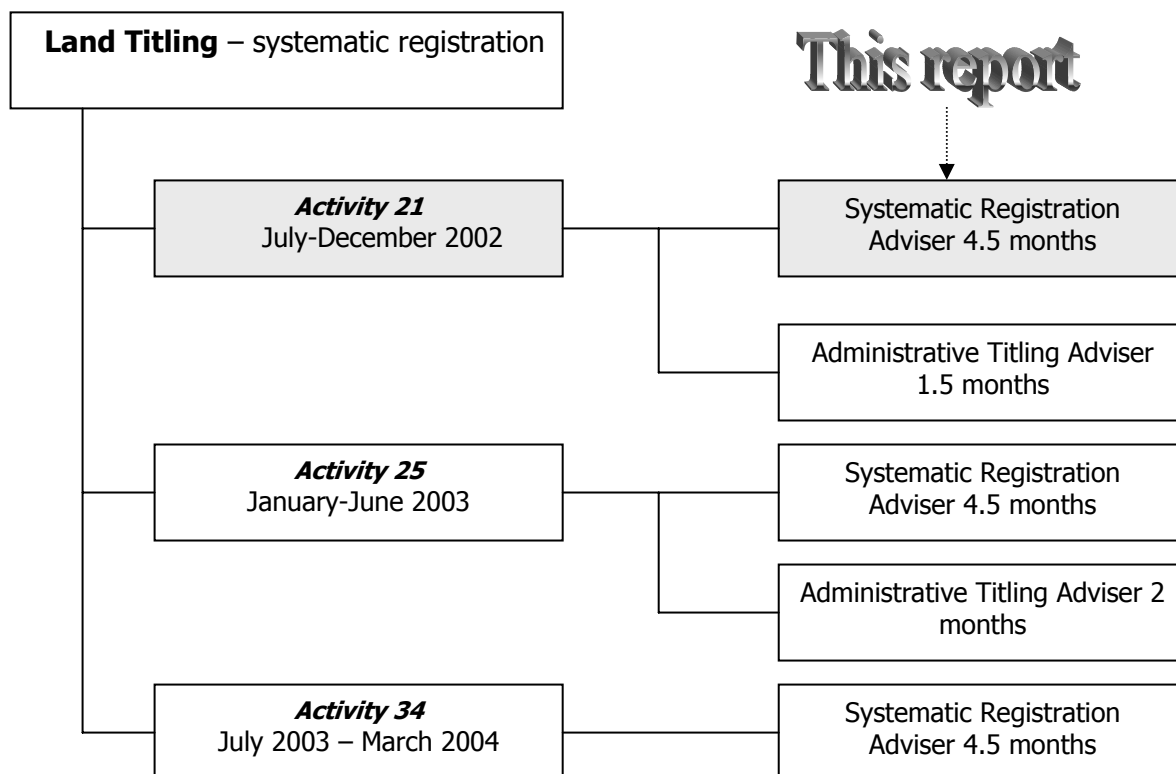 Land Titling – systematic registration
This report
Activity 21
July-December 2002
Systematic Registration
Adviser 4.5 months
Administrative Titling Adviser
1.5 months
Activity 25
January-June 2003
Systematic Registration
Adviser 4.5 months
Administrative Titling Adviser 2
months
Activity 34
July 2003 – March 2004
Systematic Registration
Adviser 4.5 months